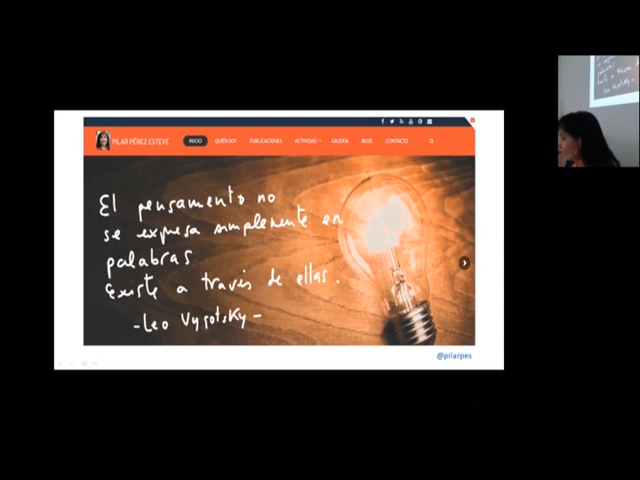 PILAR PÉREZ ESTEVE
INICIO QUIÉN SOY PUBLICACIONES ACTIVIDAD GALERÍA BLOG CONTACTO
El pensamento no
se expresa simplemente en
palabras
Existe a través de ellas.
-Leo Vygotsky-
@pilarpes